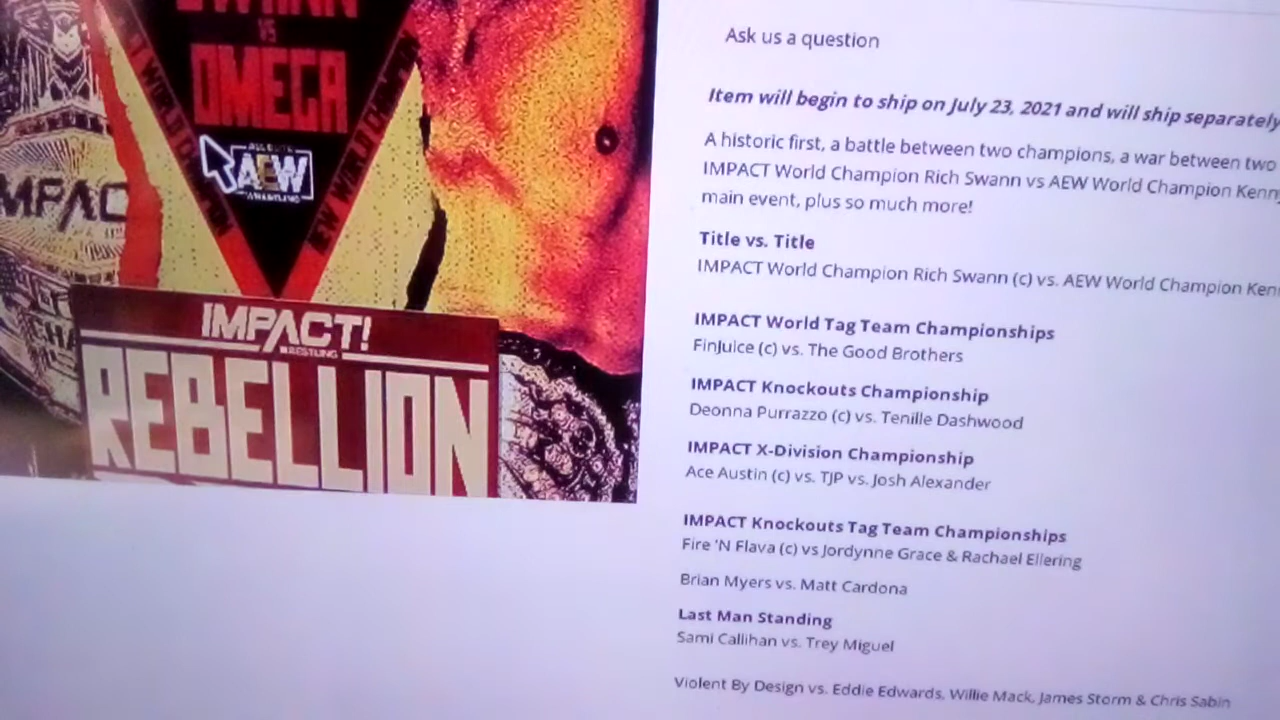 VS
OMEGA
ALL ELITE
AEW
WRESTLING
IMPACT!
WRESTLING
REBELLION
Ask us a question
Item will begin to ship on July 23, 2021 and will ship separately
A historic first, a battle between two champions, a war between two
IMPACT World Champion Rich Swann vs AEW World Champion
main event, plus so much more!
Title vs. Title
IMPACT World Champion Rich Swann (c) vs. AEW World Champion
IMPACT World Tag Team Championships
FinJuice (c) vs. The Good Brothers
IMPACT Knockouts Championship
Deonna Purrazzo (c) vs. Tenille Dashwood
IMPACT X-Division Championship
Ace Austin (c) vs. TJP vs. Josh Alexander
IMPACT Knockouts Tag Team Championships
Fire 'N Flava (c) vs Jordynne Grace & Rachael Ellering
Brian Myers vs. Matt Cardona
Last Man Standing
Sami Callihan vs. Trey Miguel
Violent By Design vs. Eddie Edwards, Willie Mack, James Storm & Chris Sabin